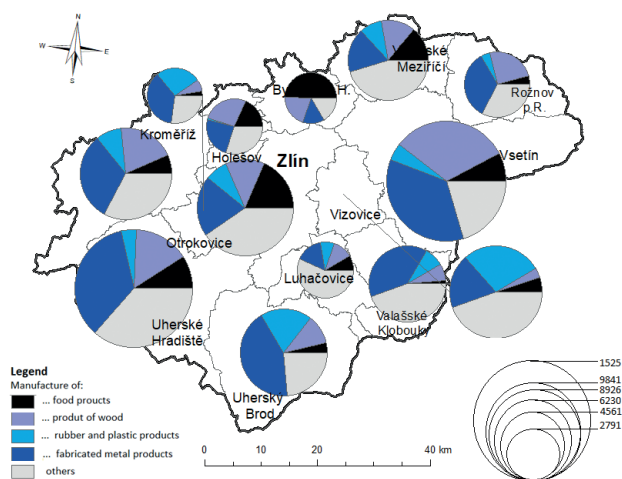 N
W
E
S
Valašské
Meziříčí
By
H.
Rožnov
p.R.
Kroměříž
Holešov
Zlín
Vsetín
Vizovice
Otrokovice
Luhačovice
Uherské
Hradiště
Valašské
Klobouky
Uherský
Brod
Legend
Manufacture of:
... food proucts
... produt of wood
... rubber and plastic products
... fabricated metal products
others
0
10
20
40 km
1525
9841
8926
6230
4561
2791